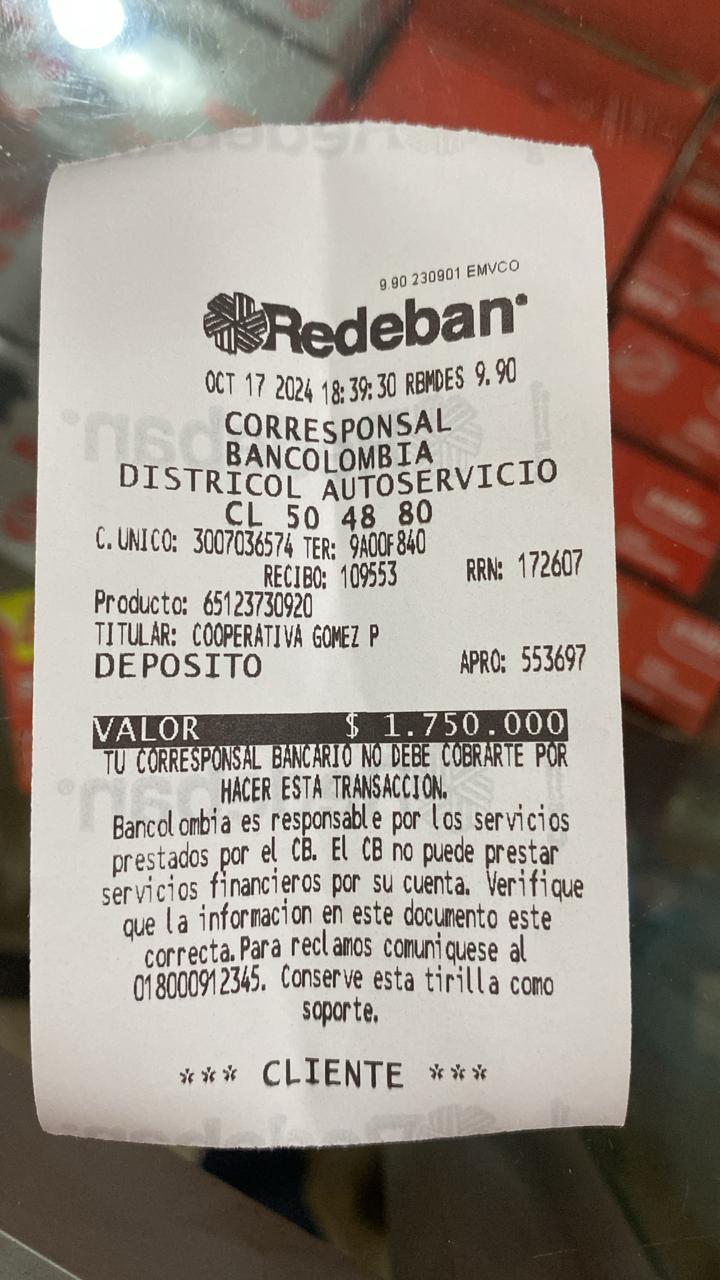 9.90 230901 EMVCO
Redeban
OCT 17 2024 18:39:30 RBMDES 9.90
CORRESPONSAL
BANCOLOMBIA
DISTRICOL AUTOSERVICIO
CL 50 48 80
C.UNICO: 3007036574 TER: 9A00F840
RECIBO: 109553 RRN: 172607
Producto: 65123730920
TITULAR: COOPERATIVA GOMEZ P
DEPOSITO APRO: 553697
VALOR $ 1.750.000
TU CORRESPONSAL BANCARIO NO DEBE COBRARTE POR
HACER ESTA TRANSACCION.
Bancolombia es responsable por los servicios
prestados por el CB. El CB no puede prestar
servicios financieros por su cuenta. Verifique
que la informacion en este documento este
correcta.Para reclamos comuniquese al
018000912345. Conserve esta tirilla como
soporte.
*** CLIENTE ***